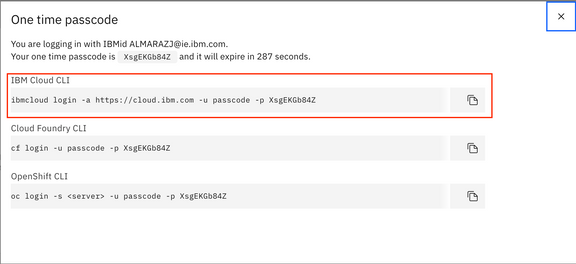 One time passcode
You are logging in with IBMid ALMARAZJ@ie.ibm.com.
Your one time passcode is XsgEKGb84Z and it will expire in 287 seconds.
IBM Cloud CLI
ibmcloud login -a https://cloud.ibm.com -u passcode -p XsgEKGb84Z
Cloud Foundry CLI
cf login -u passcode -p XsgEKGb84Z
OpenShift CLI
oc login -s <server> -u passcode -p XsgEKGb84Z